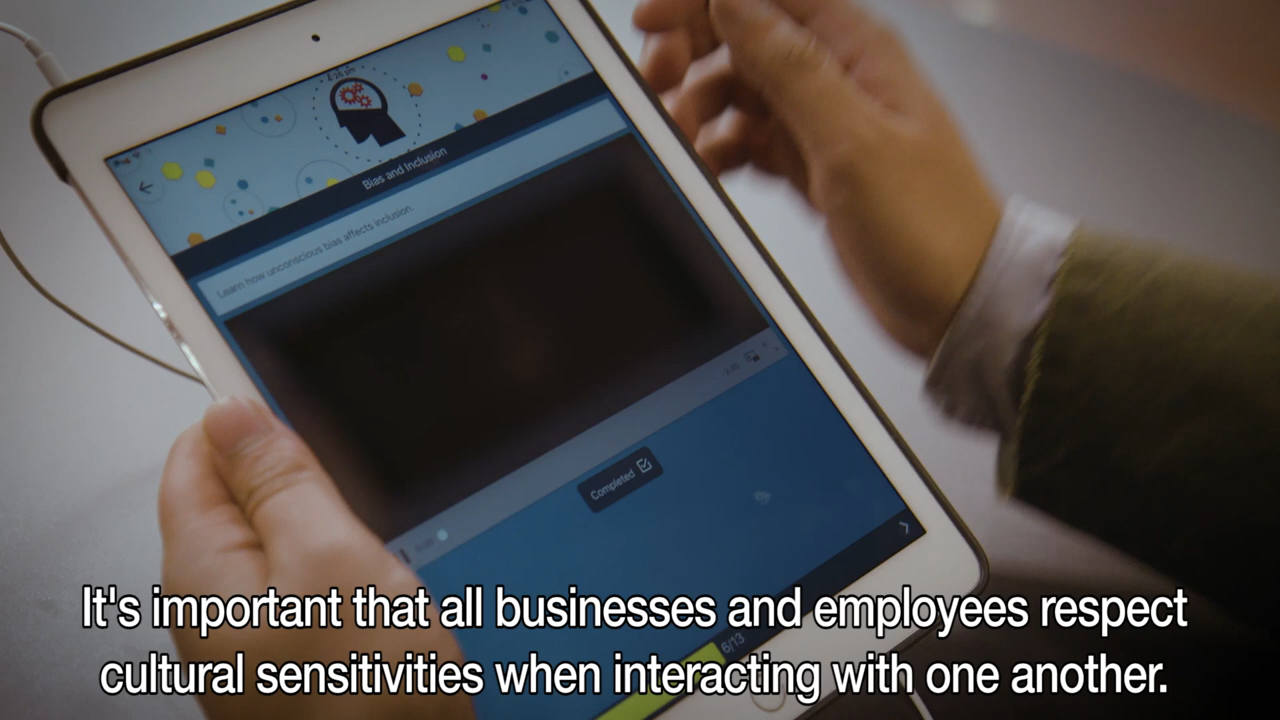 Bias and Inclusion
Learn how unconscious bias affects inclusion.
Completed
6/13
It's important that all businesses and employees respect
cultural sensitivities when interacting with one another.